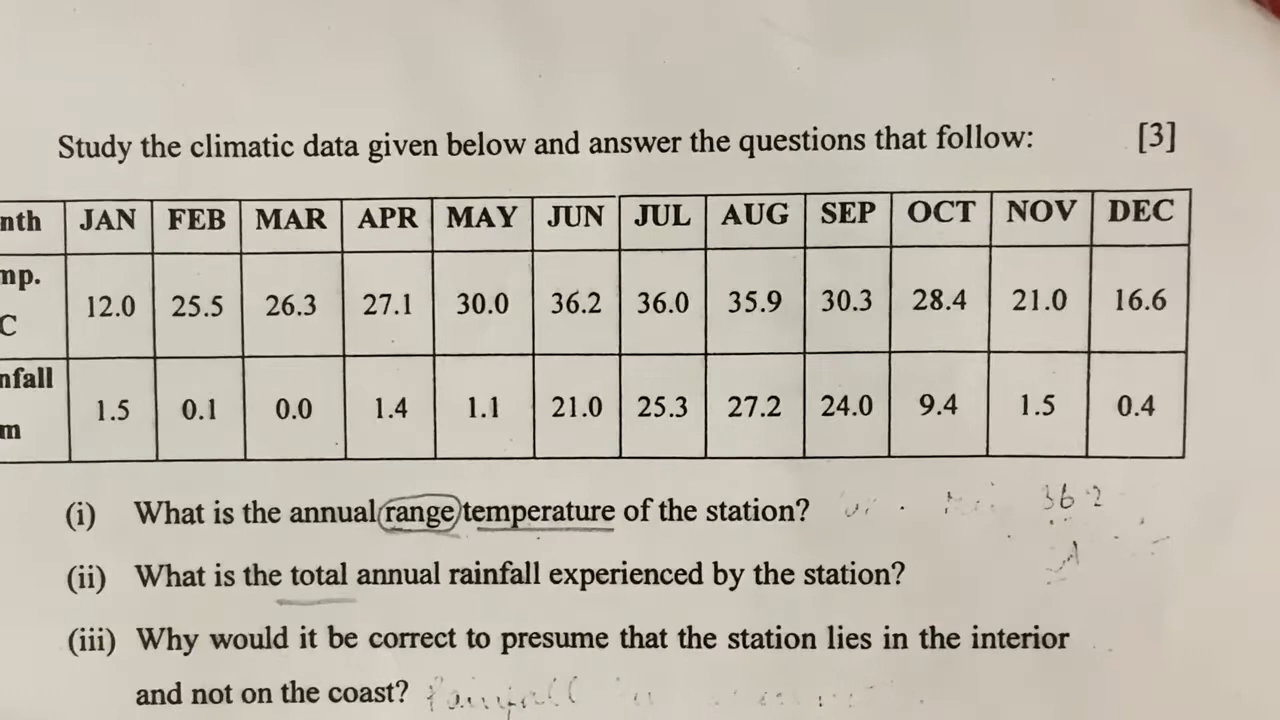 Study the climatic data given below and answer the questions that follow: [3]
nth JAN FEB MAR APR MAY JUN JUL AUG SEP OCT NOV DEC
mp.
C 12.0 25.5 26.3 27.1 30.0 36.2 36.0 35.9 30.3 28.4 21.0 16.6
nfall
m 1.5 0.1 0.0 1.4 1.1 21.0 25.3 27.2 24.0 9.4 1.5 0.4
(i) What is the annual range temperature of the station? 36.2
(ii) What is the total annual rainfall experienced by the station?
(iii) Why would it be correct to presume that the station lies in the interior
and not on the coast? Rainfall